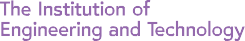 The Institution of
Engineering and Technology